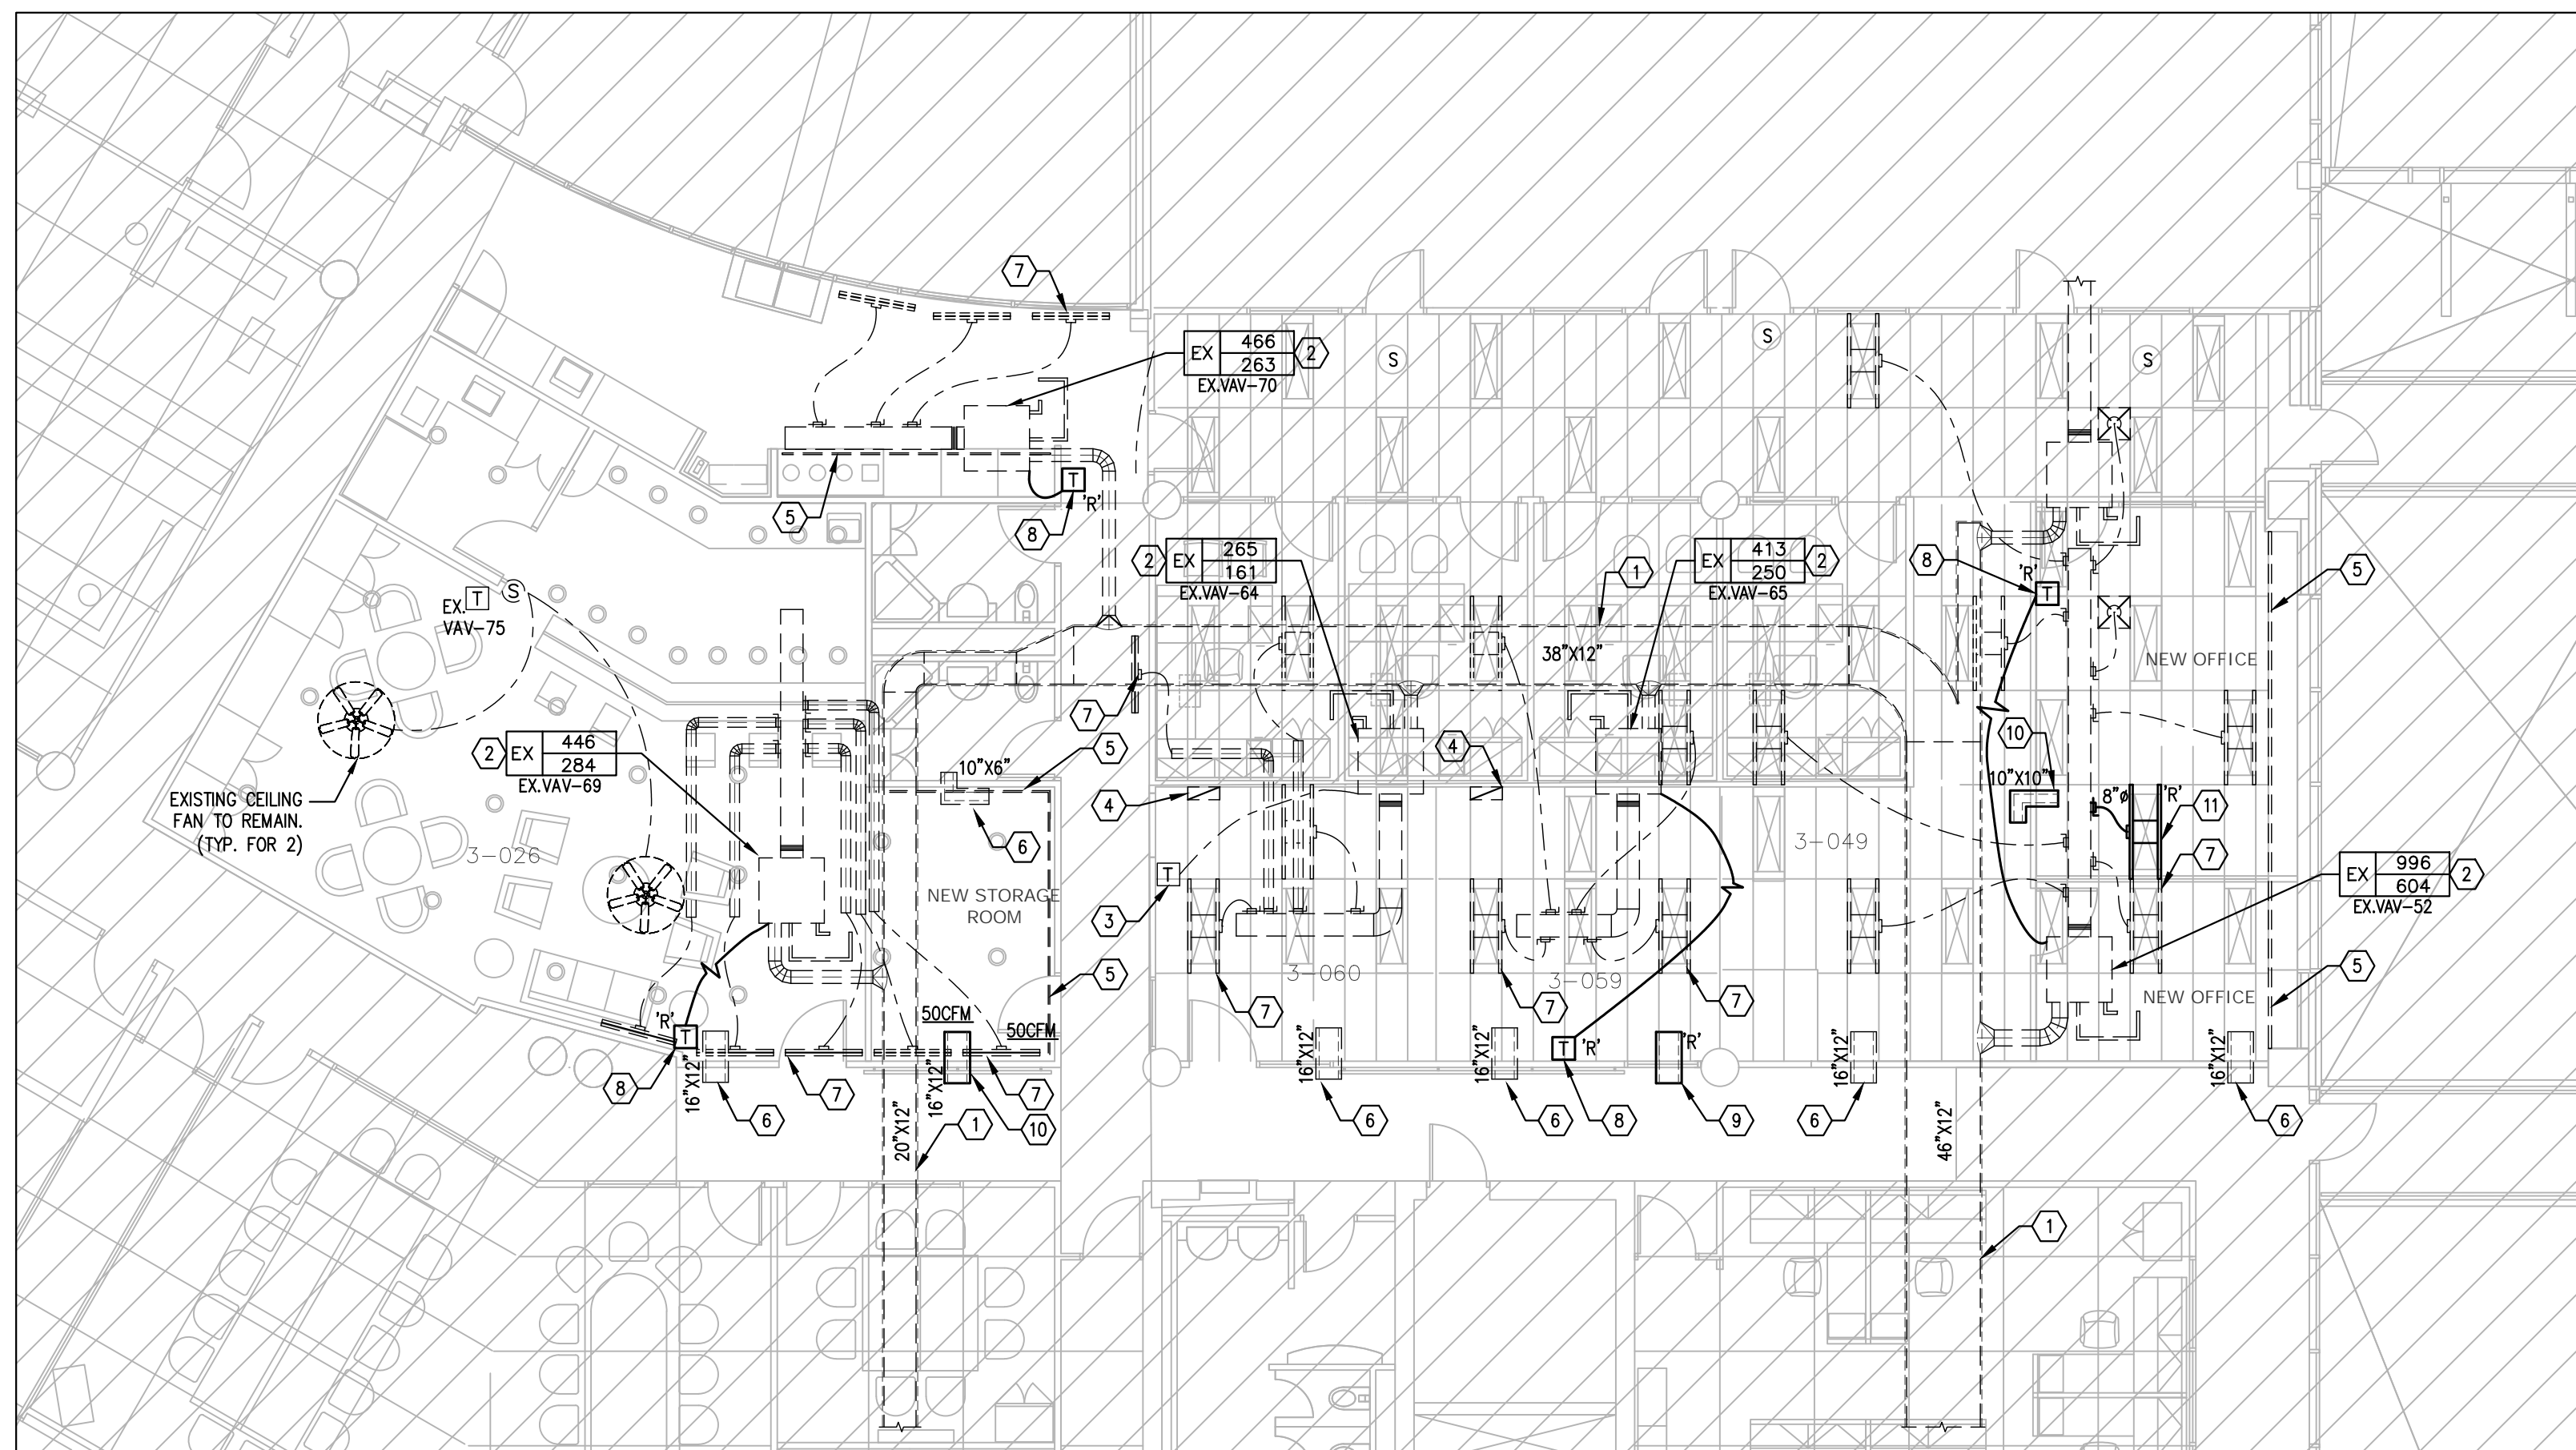 7
EX
466
263
2
EX.VAV-70
S
S
S
5
T
'R'
8
2
EX
265
161
EX.VAV-64
1
EX
413
250
2
EX.VAV-65
8
'R'
T
5
EX.
T
S
VAV-75
38"X12"
NEW OFFICE
7
2
EX
446
284
EX.VAV-69
5
4
10
10"X6"
10"X10"
EXISTING CEILING
FAN TO REMAIN.
(TYP. FOR 2)
4
8"ø
'R'
11
6
3-026
3-049
7
T
NEW STORAGE
ROOM
3
EX
996
604
2
EX.VAV-52
5
3-060
3-059
5
7
7
7
NEW OFFICE
'R'
T
50CFM
50CFM
T
'R'
'R'
8
16"X12"
16"X12"
16"X12"
16"X12"
16"X12"
16"X12"
7
7
6
20"X12"
1
10
6
6
8
9
6
6
46"X12"
1